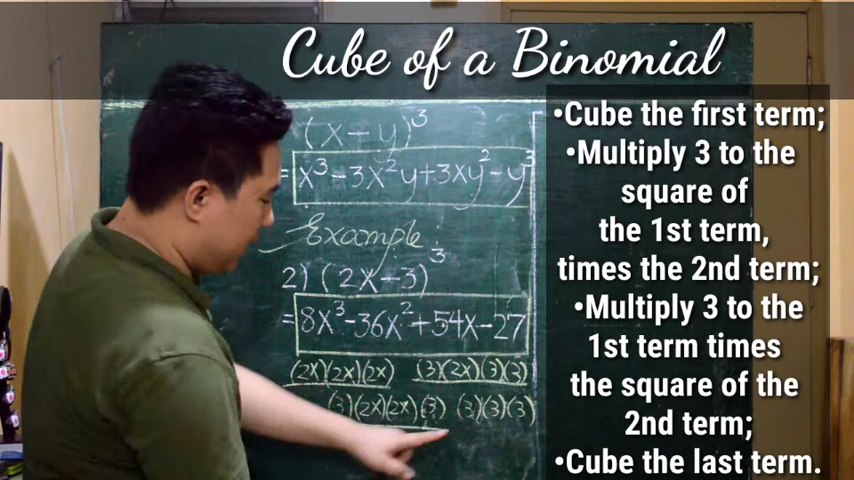 Cube of a Binomial
(x-y)³
= x³-3x²y+3xy²-y³
Example:
2) (2x-3)³
= 8x³-36x²+54x-27
(2x)(2x)(2x) (3)(2x)(3)(3)
(3)(2x)(2x)(3) (3)(3)(3)
•Cube the first term;
•Multiply 3 to the
square of
the 1st term,
times the 2nd term;
•Multiply 3 to the
1st term times
the square of the
2nd term;
•Cube the last term.